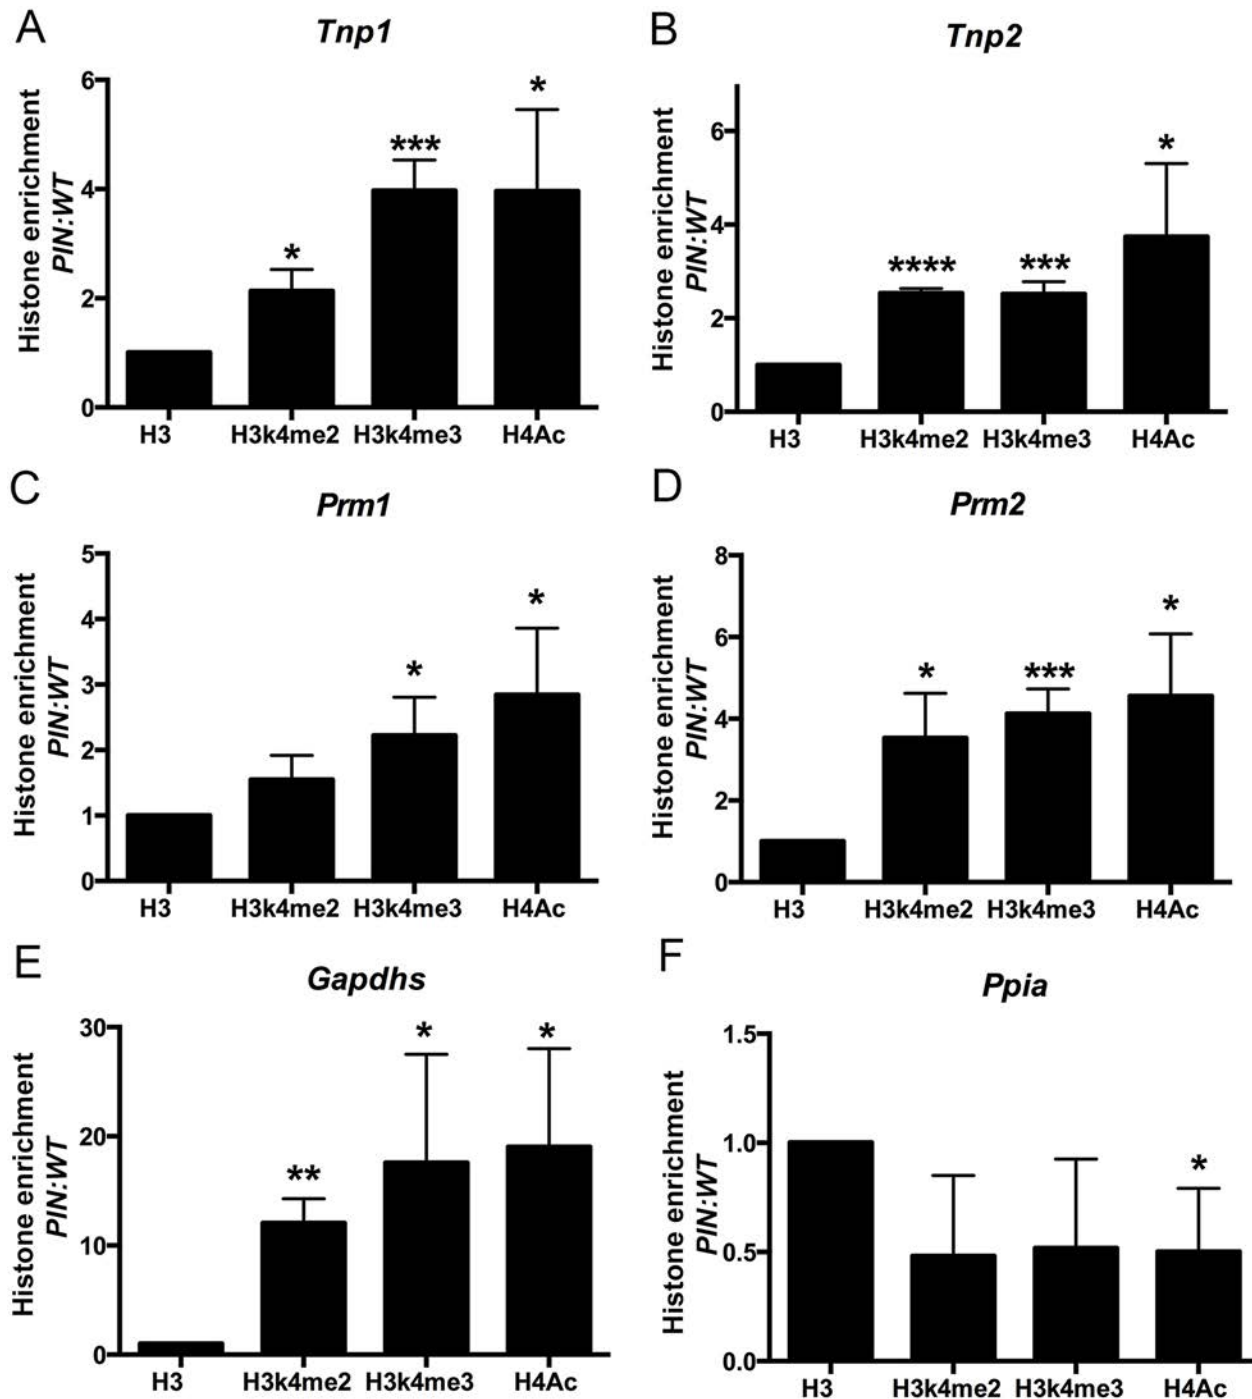 A
Tnp1
Histone enrichment
PIN:WT
6
4
2
0
*
***
*
H3
H3k4me2
H3k4me3
H4Ac
B
Tnp2
Histone enrichment
PIN:WT
6
4
2
0
****
***
*
H3
H3k4me2
H3k4me3
H4Ac
C
Prm1
Histone enrichment
PIN:WT
5
4
3
2
1
0
*
*
H3
H3k4me2
H3k4me3
H4Ac
D
Prm2
Histone enrichment
PIN:WT
8
6
4
2
0
*
***
*
H3
H3k4me2
H3k4me3
H4Ac
E
Gapdhs
Histone enrichment
PIN:WT
30
20
10
0
**
*
*
H3
H3k4me2
H3k4me3
H4Ac
F
Ppia
Histone enrichment
PIN:WT
1.5
1.0
0.5
0.0
*
H3
H3k4me2
H3k4me3
H4Ac